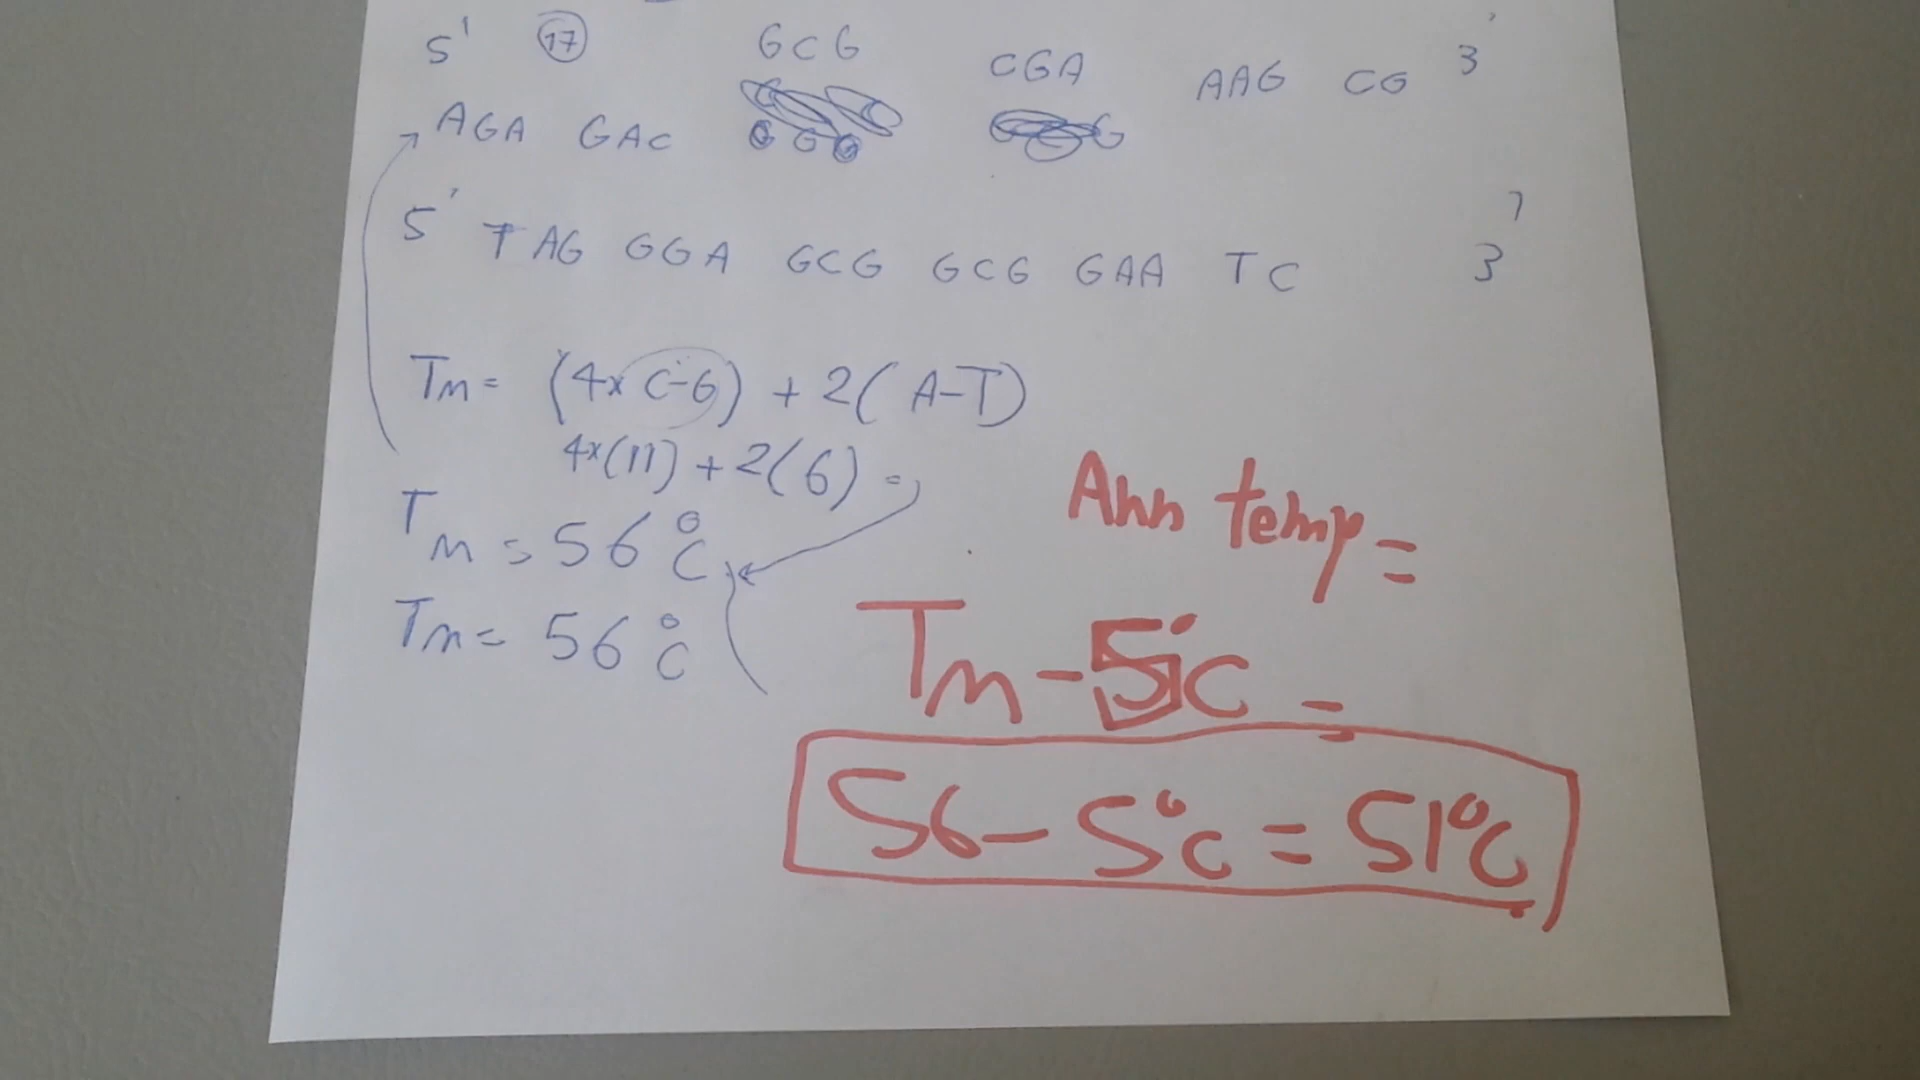 5' 17 GCG CGA AAG CG 3'
AGA GAC
5' TAG GGA GCG GCG GAA TC 3'
Tm= (4x C-G) + 2(A-T)
4x(11) + 2(6) =
Tm = 56°C
Tm= 56°C
Ann temp =
Tm - 5°C =
56 - 5°C = 51°C